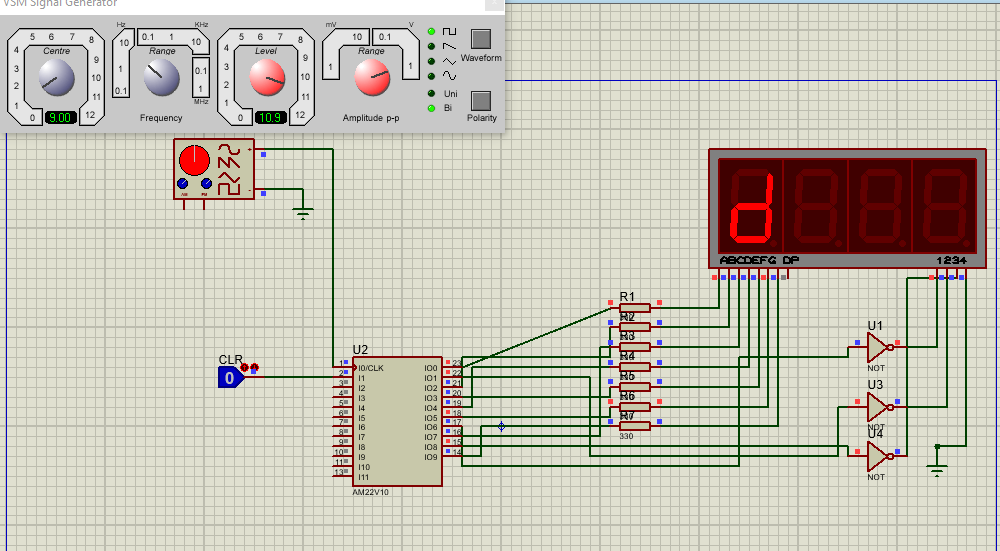 VSM Signal Generator
Hz KHz mV V
5 6 7 8
4 Centre 9
3 10
2 11
1 12
0 9.00
10 0.1 1 10
Range
1 0.1
0.1 1
MHz
Frequency
5 6 7 8
4 Level 9
3 10
2 11
1 12
0 10.9
10 0.1
Range
1 1
Amplitude p-p
Waveform
Uni
Bi
Polarity
+
-
AM FM
d
ABCDEFG DP 1234
R1
R2
R3
R4
R5
R6
R7
330
U1
NOT
U3
NOT
U4
NOT
CLR
0
U2
1 I0/CLK IO0 23
2 I1 IO1 22
3 I2 IO2 21
4 I3 IO3 20
5 I4 IO4 19
6 I5 IO5 18
7 I6 IO6 17
8 I7 IO7 16
9 I8 IO8 15
10 I9 IO9 14
11 I10
13 I11
AM22V10